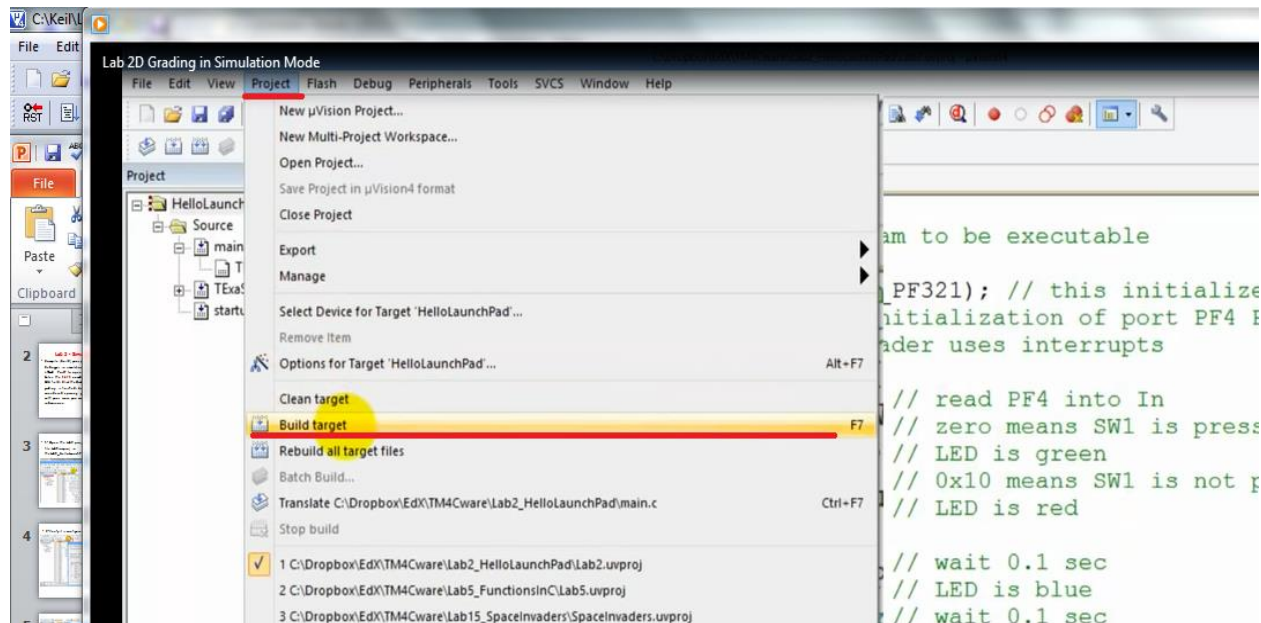 C:\Keil\L
File Edit
Lab 2D Grading in Simulation Mode
File Edit View Project Flash Debug Peripherals Tools SVCS Window Help
RST
New µVision Project...
New Multi-Project Workspace...
Open Project...
Save Project in µVision4 format
Close Project
Export
Manage
Select Device for Target 'HelloLaunchPad'...
Remove Item
Options for Target 'HelloLaunchPad'... Alt+F7
Clean target
Build target F7
Rebuild all target files
Batch Build...
Translate C:\Dropbox\EdX\TM4Cware\Lab2_HelloLaunchPad\main.c Ctrl+F7
Stop build
1 C:\Dropbox\EdX\TM4Cware\Lab2_HelloLaunchPad\Lab2.uvproj
2 C:\Dropbox\EdX\TM4Cware\Lab5_FunctionsInC\Lab5.uvproj
3 C:\Dropbox\EdX\TM4Cware\Lab15_SpaceInvaders\SpaceInvaders.uvproj
Project
HelloLaunch
Source
main
T
TExaS
startu
File
Paste
Clipboard
2
3
4
am to be executable
_PF321); // this initialize
nitialization of port PF4 P
ader uses interrupts
// read PF4 into In
// zero means SW1 is press
// LED is green
// 0x10 means SW1 is not p
// LED is red
// wait 0.1 sec
// LED is blue
// wait 0.1 sec